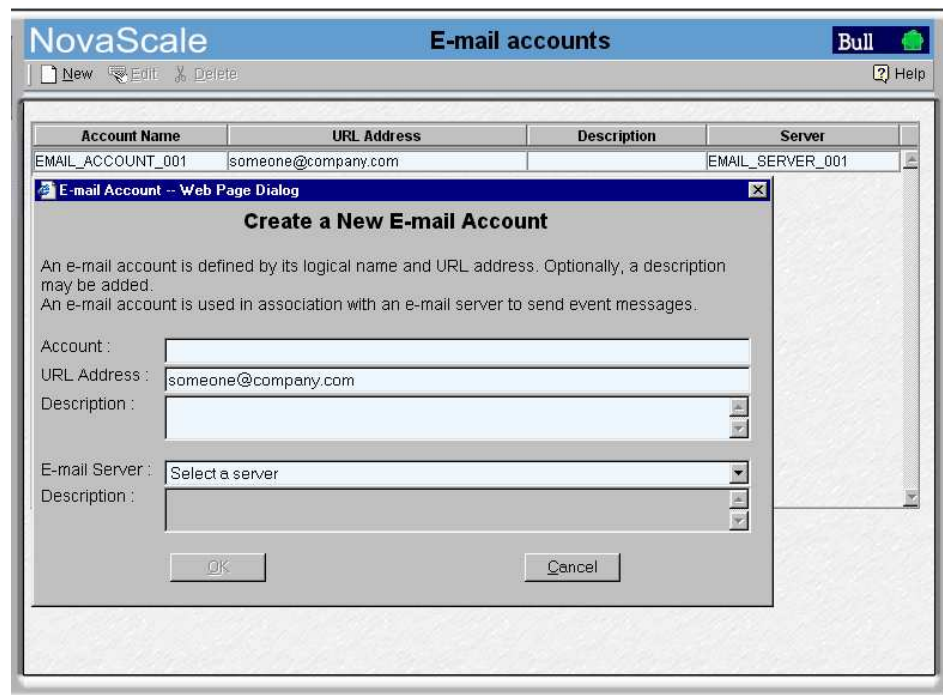 NovaScale E-mail accounts Bull
New Edit Delete Help
Account Name URL Address Description Server
EMAIL_ACCOUNT_001 someone@company.com EMAIL_SERVER_001
E-mail Account -- Web Page Dialog
Create a New E-mail Account
An e-mail account is defined by its logical name and URL address. Optionally, a description
may be added.
An e-mail account is used in association with an e-mail server to send event messages.
Account :
URL Address : someone@company.com
Description :
E-mail Server : Select a server
Description :
OK Cancel